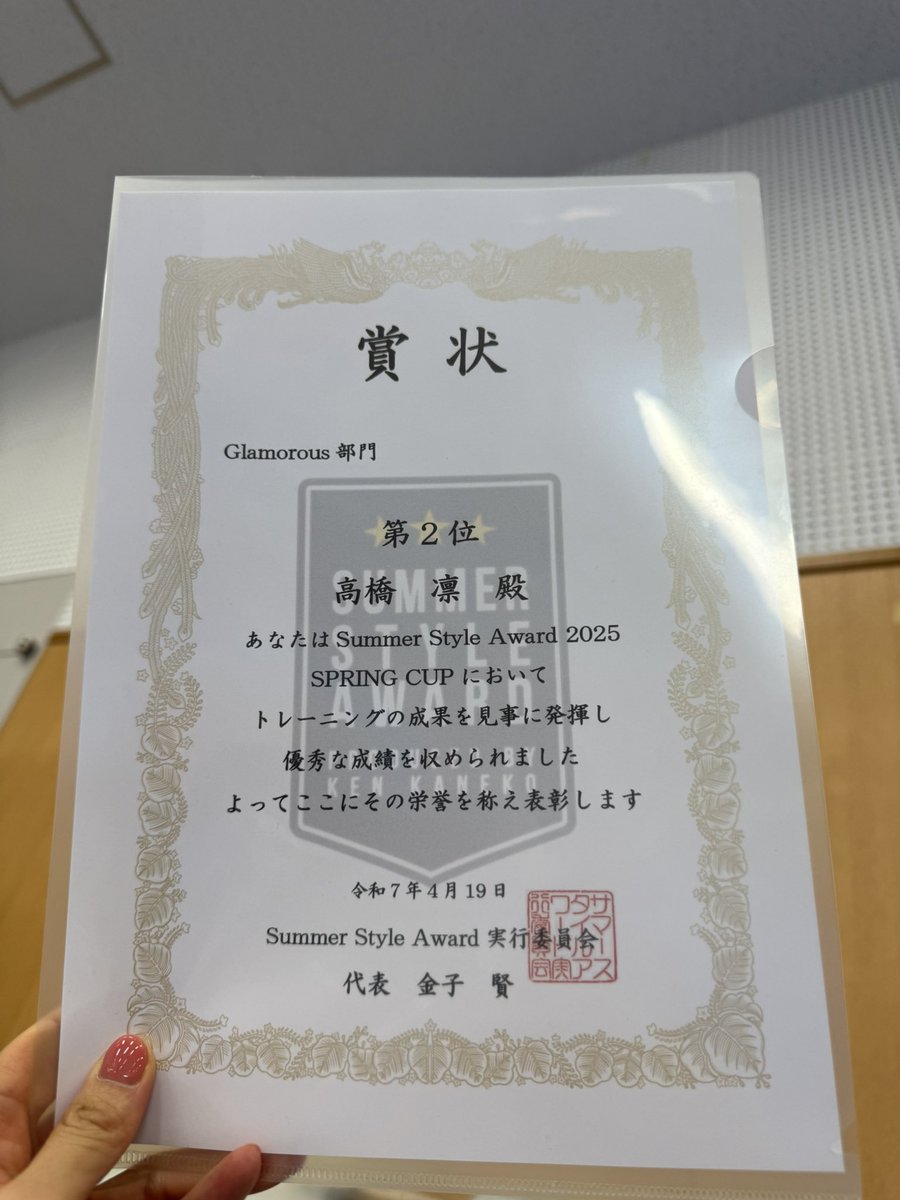 賞状
Glamorous 部門
第2位
高橋 凛 殿
あなたは Summer Style Award 2025
SPRING CUP において
トレーニングの成果を見事に発揮し
優秀な成績を収められました
よってここにその栄誉を称え表彰します
令和7年4月19日
Summer Style Award 実行委員会
代表 金子 賢
SUMMER
STYLE
AWARD
KEN KANEKO